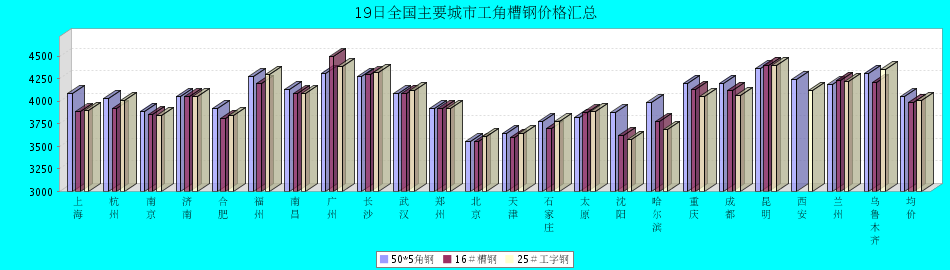 19日全国主要城市工角槽钢价格汇总
4500
4250
4000
3750
3500
3250
3000
上海
杭州
南京
济南
合肥
福州
南昌
广州
长沙
武汉
郑州
北京
天津
石家庄
太原
沈阳
哈尔滨
重庆
成都
昆明
西安
兰州
乌鲁木齐
均价
50*5角钢 16#槽钢 25#工字钢